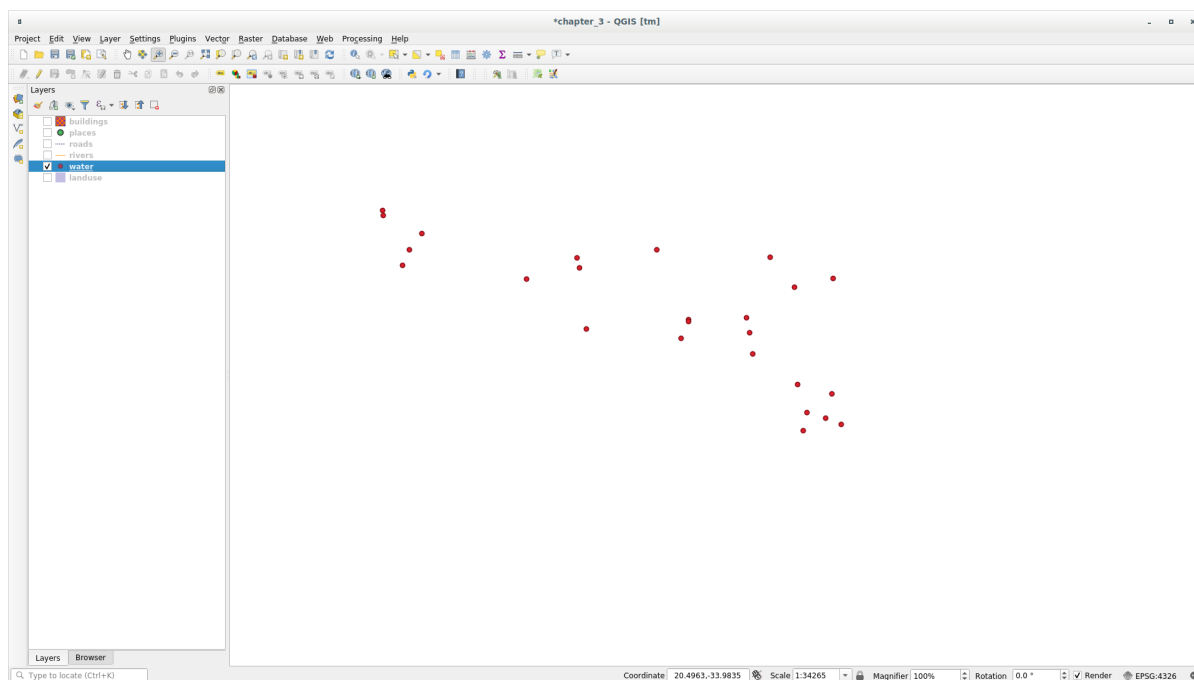 *chapter_3 - QGIS [tm]
Project Edit View Layer Settings Plugins Vector Raster Database Web Processing Help
Layers
buildings
places
roads
rivers
water
landuse
Layers Browser
Type to locate (Ctrl+K) Coordinate 20.4963,-33.9835 Scale 1:34265 Magnifier 100% Rotation 0.0 ° Render EPSG:4326